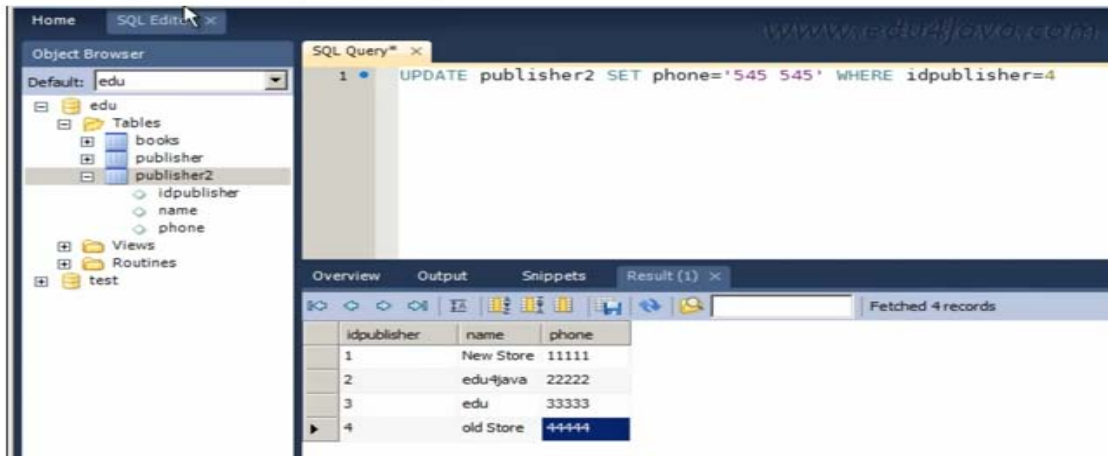 www.edu4java.com
Home SQL Editor
Object Browser
Default: edu
edu
Tables
books
publisher
publisher2
idpublisher
name
phone
Views
Routines
test
SQL Query*
1 UPDATE publisher2 SET phone='545 545' WHERE idpublisher=4
Overview Output Snippets Result (1)
Fetched 4 records
idpublisher name phone
1 New Store 11111
2 edu4java 22222
3 edu 33333
4 old Store 44444